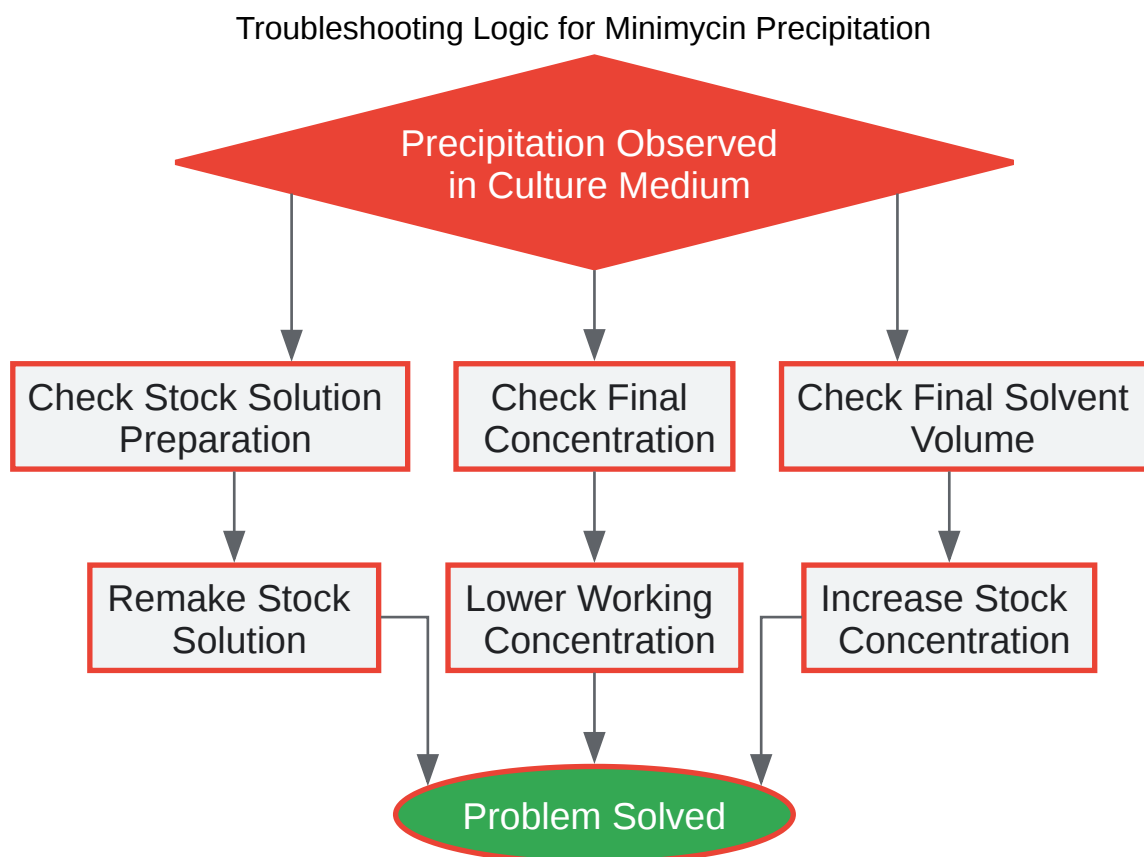 Troubleshooting Logic for Minimycin Precipitation
Precipitation Observed
in Culture Medium
Check Stock Solution
Preparation
Check Final
Concentration
Check Final Solvent
Volume
Remake Stock
Solution
Lower Working
Concentration
Increase Stock
Concentration
Problem Solved